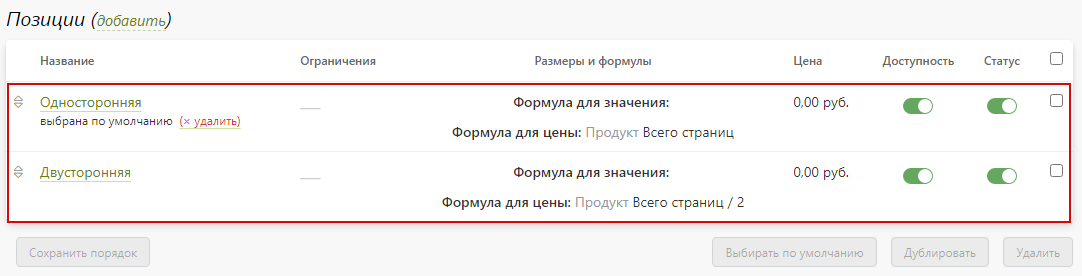 Позиции (добавить)
Название Ограничения Размеры и формулы Цена Доступность Статус
Односторонняя Формула для значения: 0,00 руб.
выбрана по умолчанию (× удалить)
Формула для цены: Продукт Всего страниц
Двусторонняя Формула для значения: 0,00 руб.
Формула для цены: Продукт Всего страниц / 2
Сохранить порядок Выбирать по умолчанию Дублировать Удалить